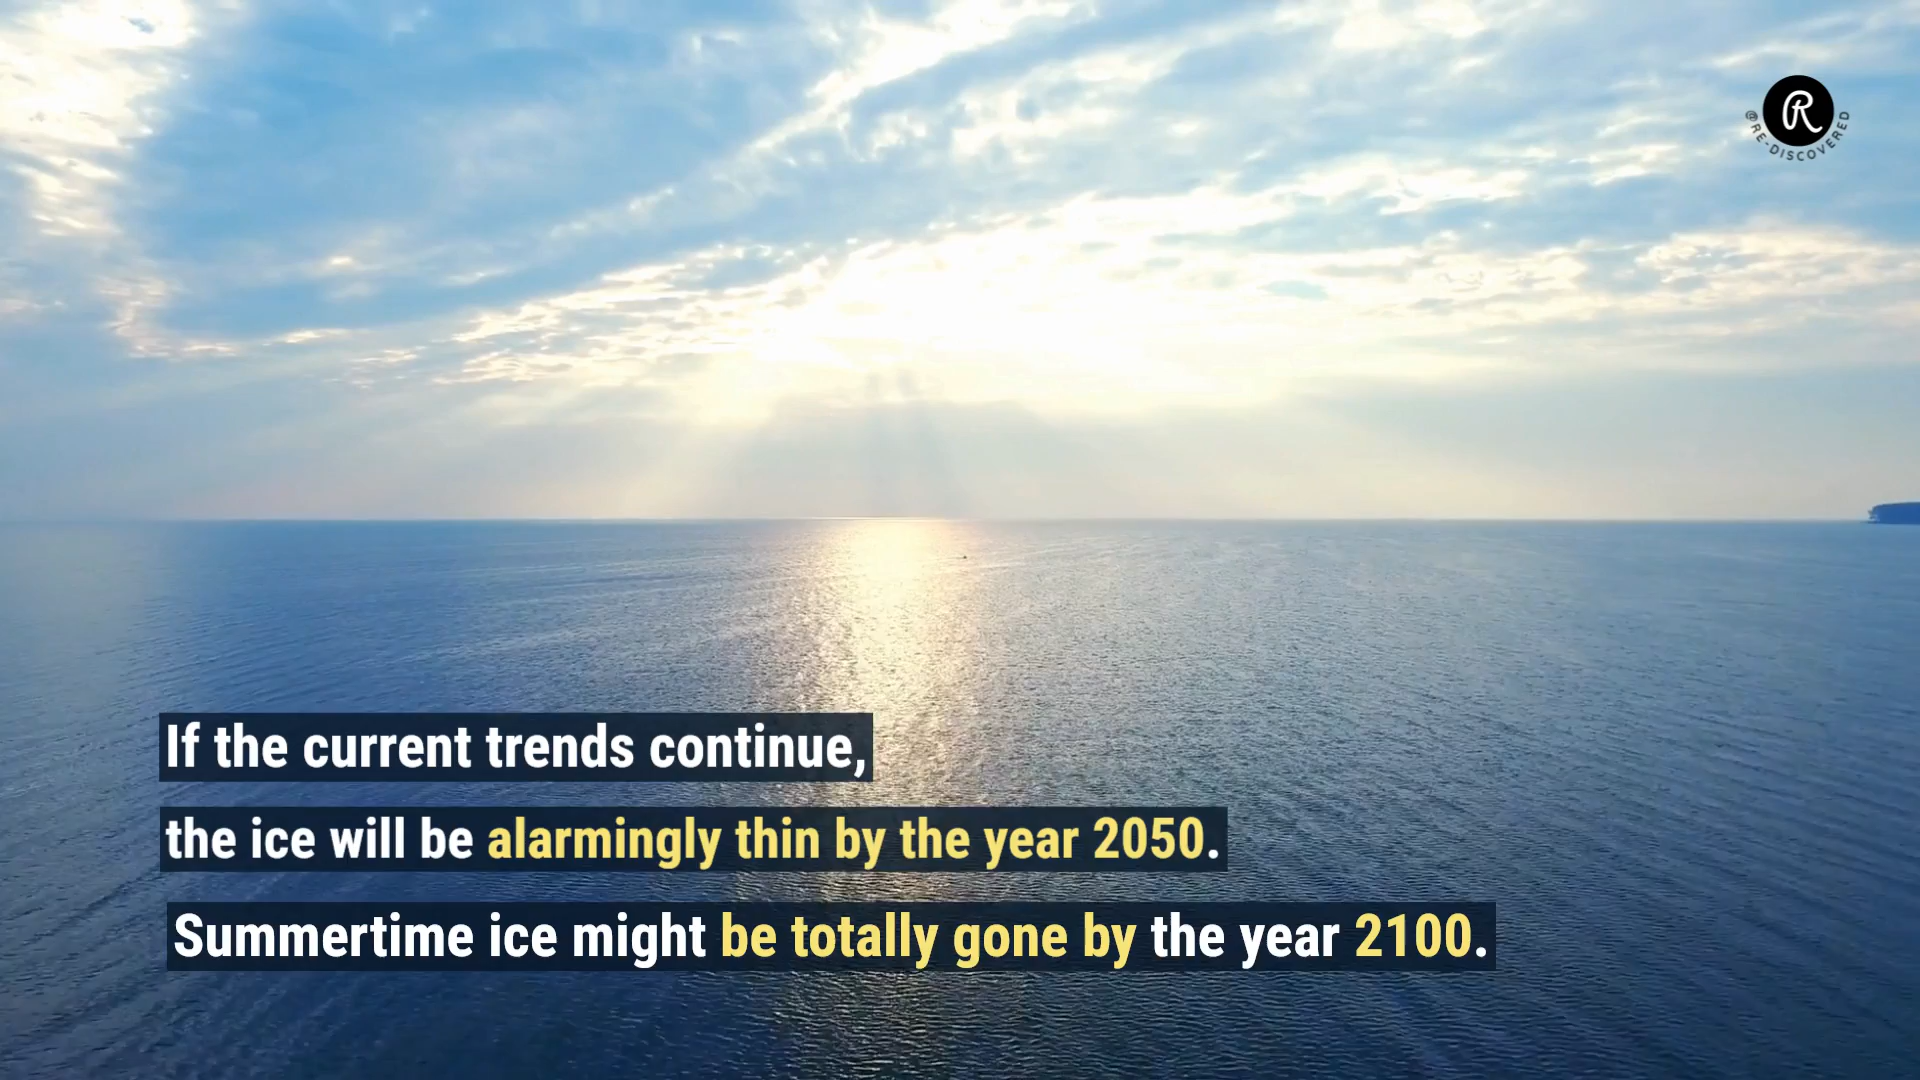 R
@RE-DISCOVERED
If the current trends continue,
the ice will be alarmingly thin by the year 2050.
Summertime ice might be totally gone by the year 2100.